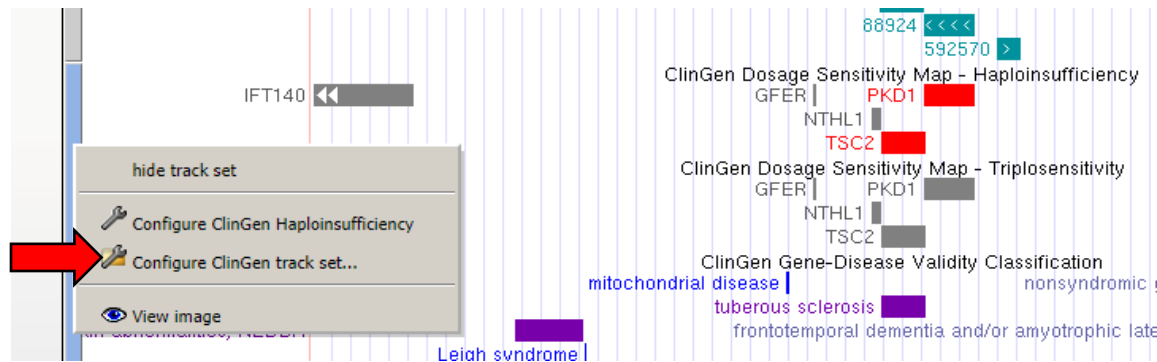 88924
592570
ClinGen Dosage Sensitivity Map - Haploinsufficiency
IFT140
GFER
PKD1
NTHL1
TSC2
ClinGen Dosage Sensitivity Map - Triplosensitivity
GFER
PKD1
NTHL1
TSC2
ClinGen Gene-Disease Validity Classification
mitochondrial disease
nonsyndromic
tuberous sclerosis
frontotemporal dementia and/or amyotrophic late
Leigh syndrome
hide track set
Configure ClinGen Haploinsufficiency
Configure ClinGen track set...
View image